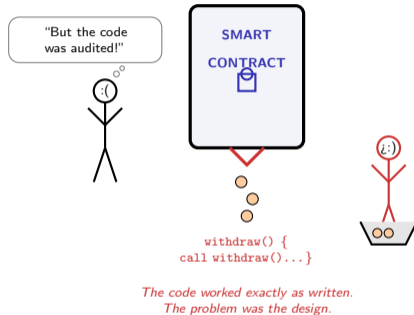 “But the code
was audited!”
:(
SMART
CONTRACT
¿:)
withdraw() {
call withdraw()...}
The code worked exactly as written.
The problem was the design.